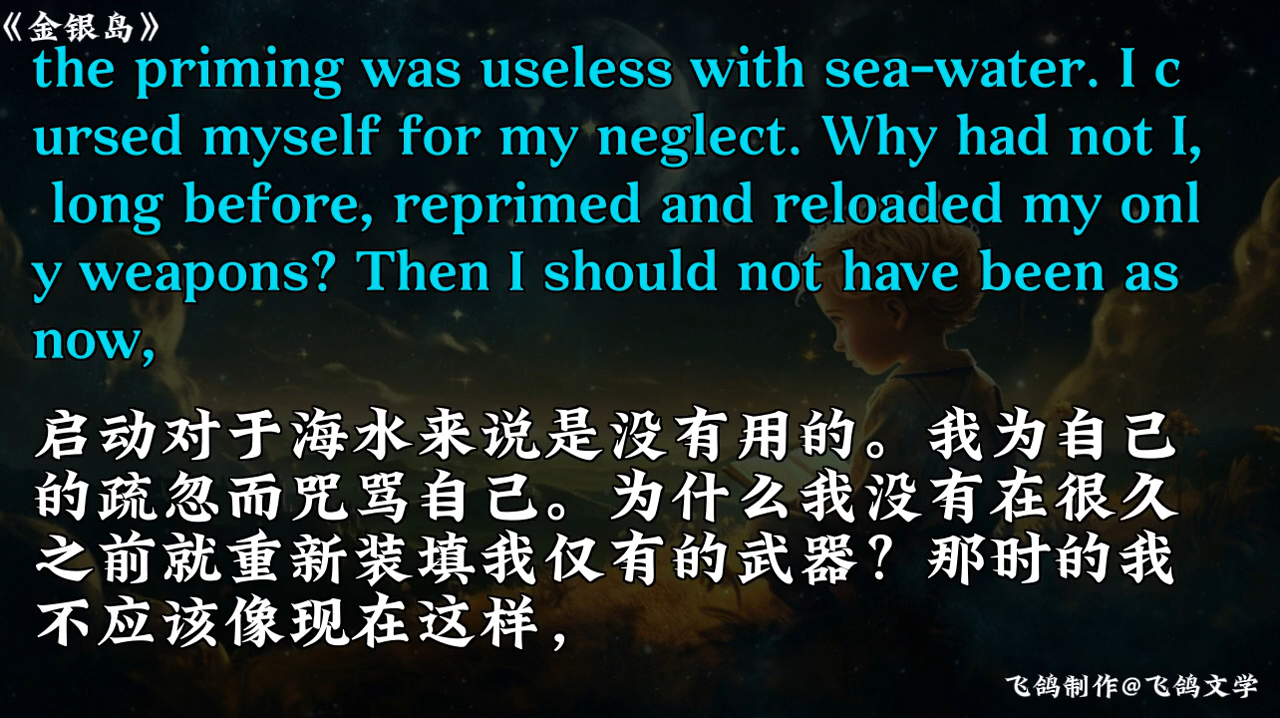 《金银岛》
the priming was useless with sea-water. I c
ursed myself for my neglect. Why had not I,
long before, reprimed and reloaded my onl
y weapons? Then I should not have been as
now,
启动对于海水来说是没有用的。我为自己
的疏忽而咒骂自己。为什么我没有在很久
之前就重新装填我仅有的武器？那时的我
不应该像现在这样，
飞鸽制作@飞鸽文学